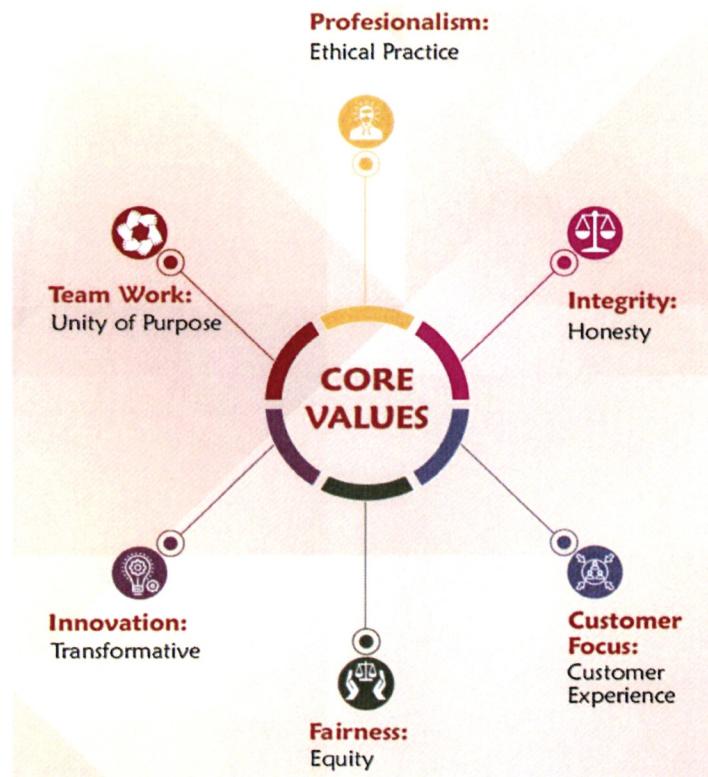 Profesionalism:
Ethical Practice
Team Work:
Unity of Purpose
Integrity:
Honesty
CORE
VALUES
Innovation:
Transformative
Customer
Focus:
Customer
Experience
Fairness:
Equity